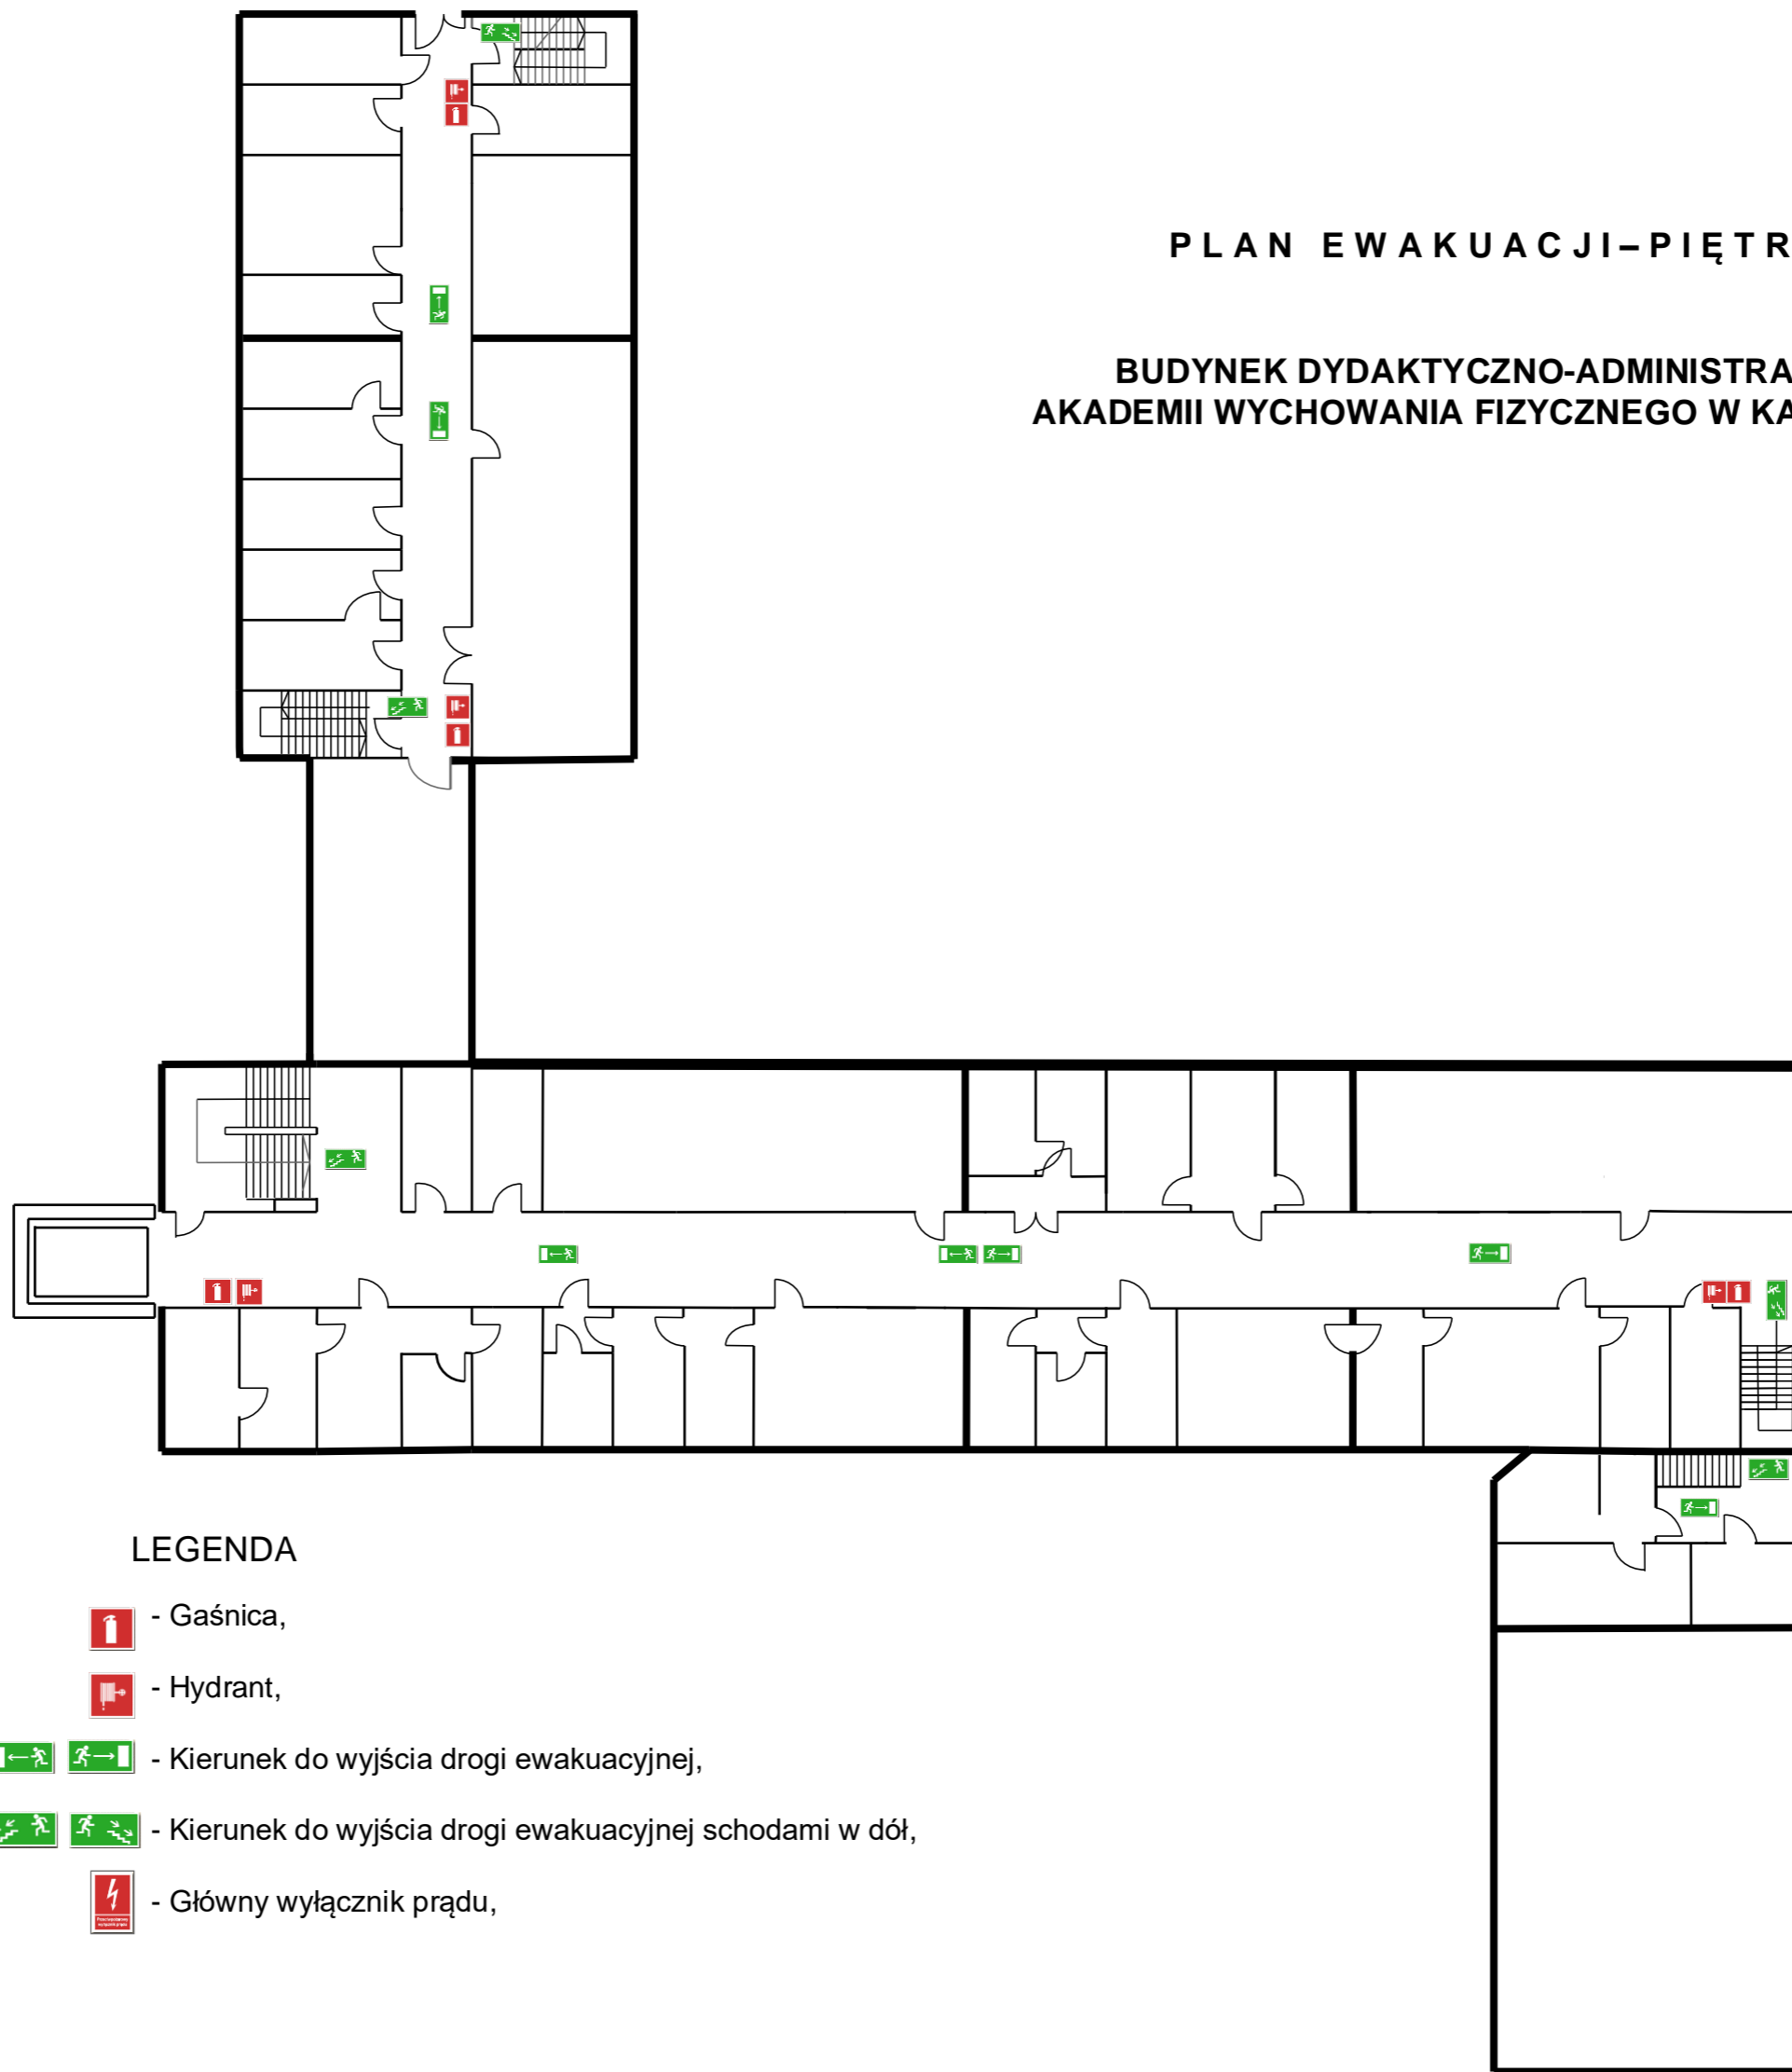 PLAN EWAKUACJI–PIĘTR
BUDYNEK DYDAKTYCZNO-ADMINISTRA
AKADEMII WYCHOWANIA FIZYCZNEGO W KA
LEGENDA
- Gaśnica,
- Hydrant,
- Kierunek do wyjścia drogi ewakuacyjnej,
- Kierunek do wyjścia drogi ewakuacyjnej schodami w dół,
- Główny wyłącznik prądu,